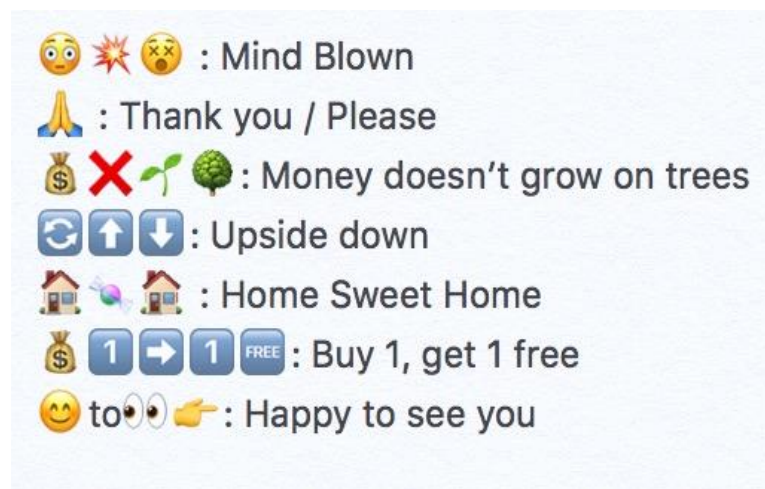 😳💥😵 : Mind Blown
🙏 : Thank you / Please
💰❌🌱🌳: Money doesn’t grow on trees
🔄⬆️⬇️: Upside down
🏠🍬🏠 : Home Sweet Home
💰1️⃣➡️1️⃣🆓: Buy 1, get 1 free
😊 to👀👉: Happy to see you